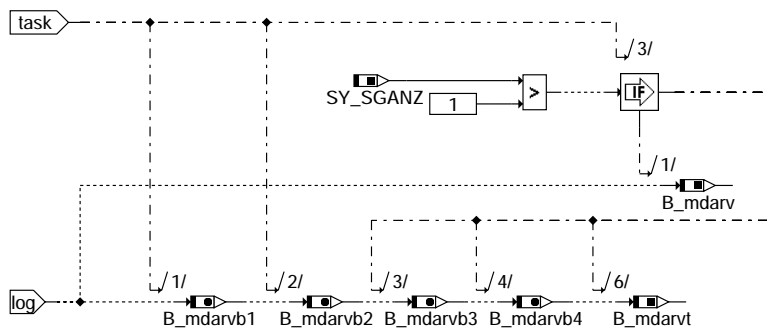 task
3/
SY_SGANZ
1
>
IF
1/
B_mdarv
1/
2/
3/
4/
6/
log
B_mdarvb1
B_mdarvb2
B_mdarvb3
B_mdarvb4
B_mdarvt